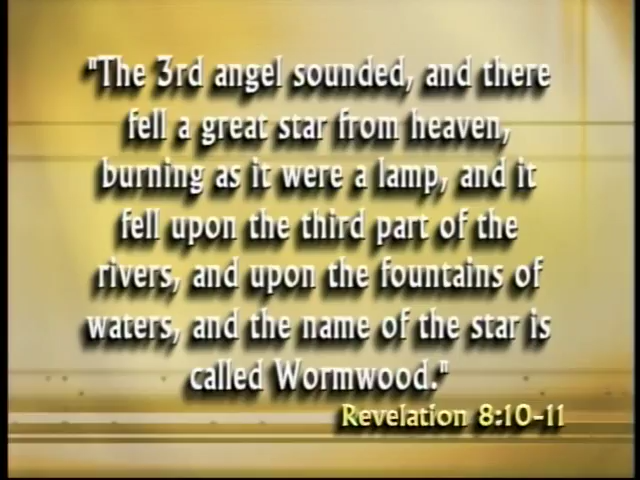 "The 3rd angel sounded, and there
fell a great star from heaven,
burning as it were a lamp, and it
fell upon the third part of the
rivers, and upon the fountains of
waters, and the name of the star is
called Wormwood."
Revelation 8:10-11